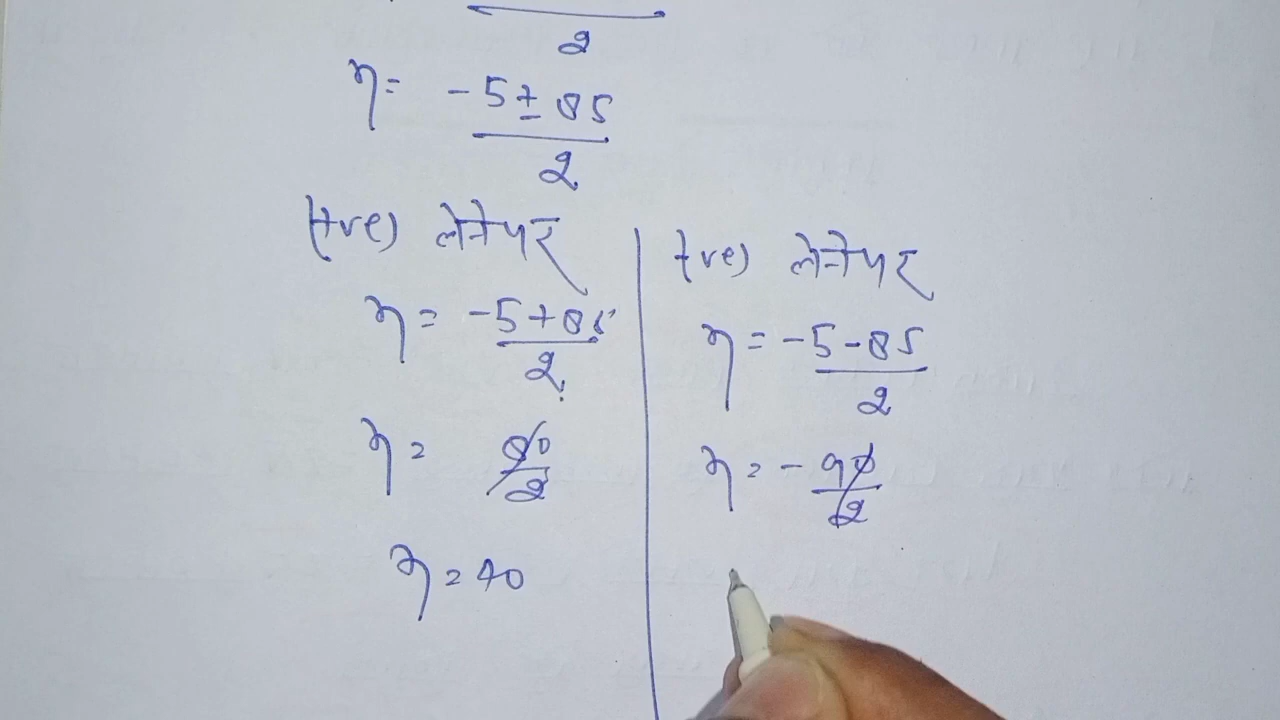 2
η = -5 ± 85
2
(+ve) लेने पर
η = -5 + 85
2
η = 80
2
η = 40
+ve) लेने पर
η = -5 - 85
2
η = - 90
2